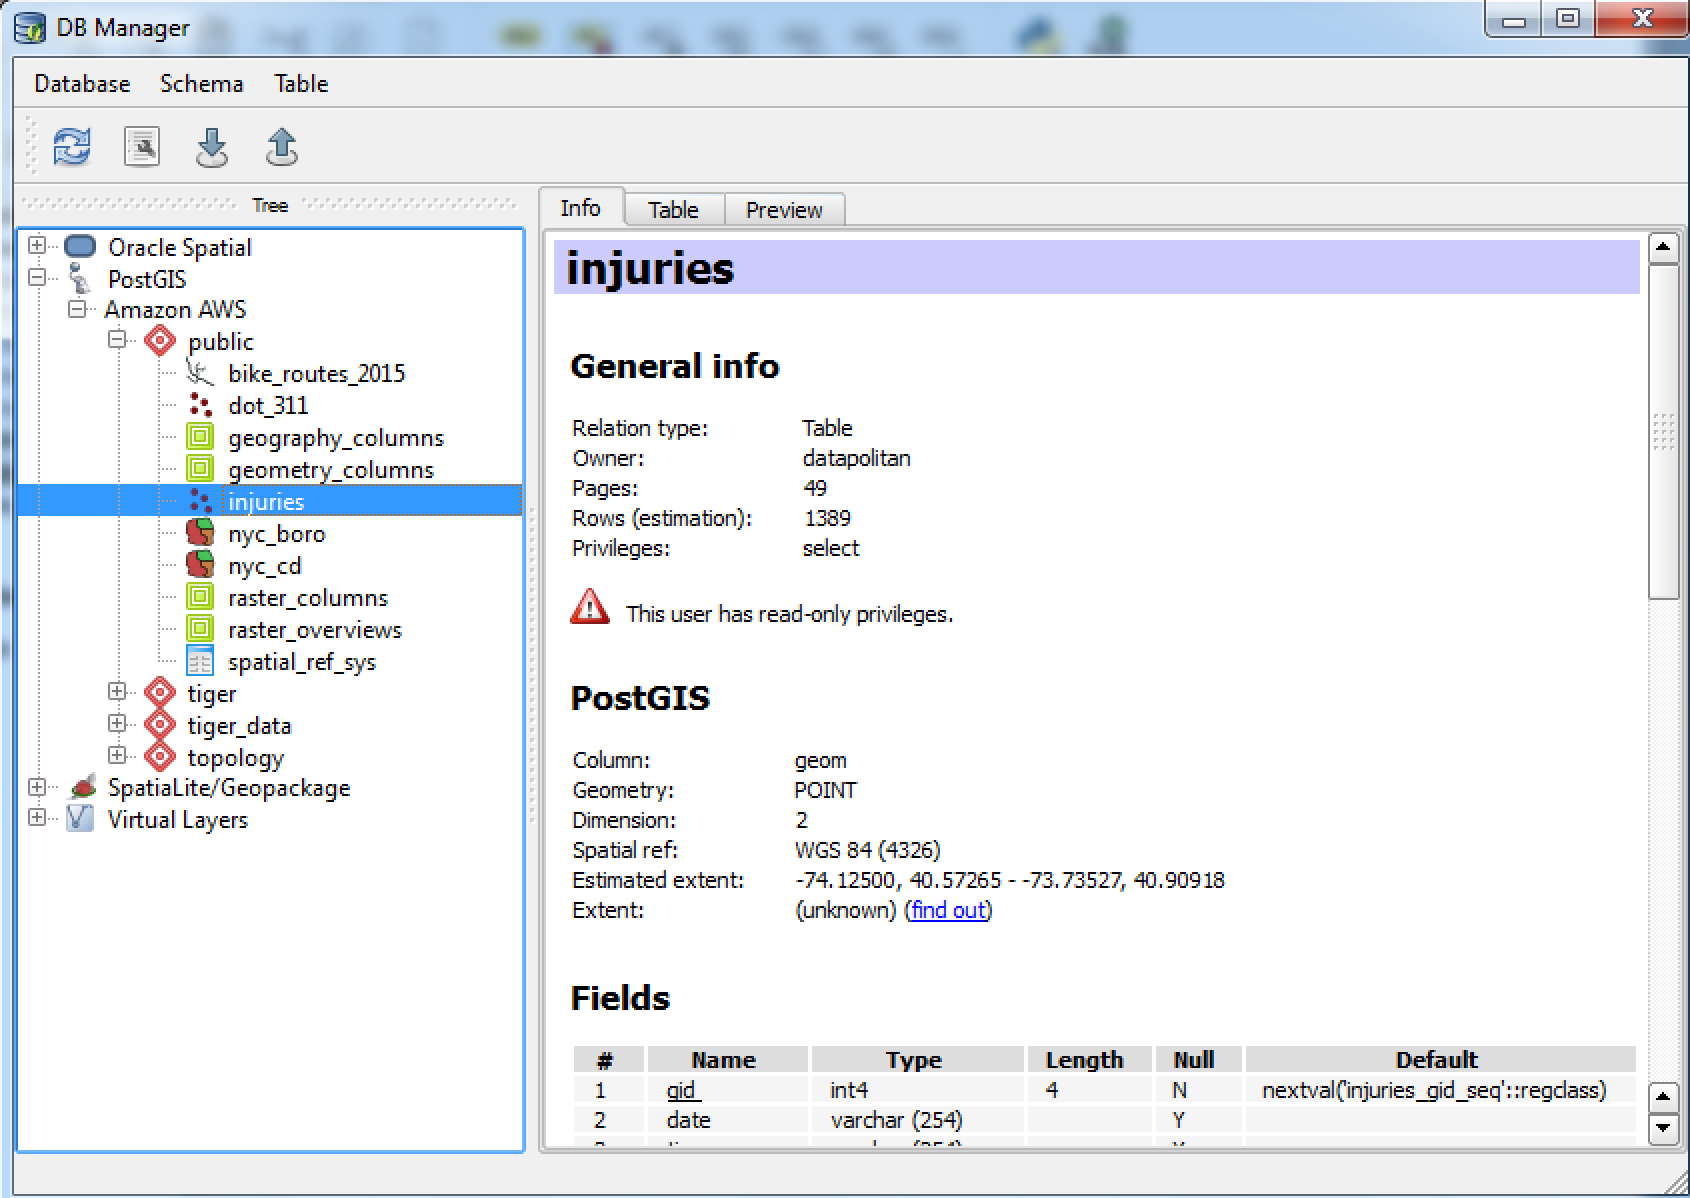 DB Manager
Database Schema Table
Tree
Oracle Spatial
PostGIS
Amazon AWS
public
bike_routes_2015
dot_311
geography_columns
geometry_columns
injuries
nyc_boro
nyc_cd
raster_columns
raster_overviews
spatial_ref_sys
tiger
tiger_data
topology
SpatiaLite/Geopackage
Virtual Layers
Info Table Preview
injuries
General info
Relation type: Table
Owner: datapolitan
Pages: 49
Rows (estimation): 1389
Privileges: select
This user has read-only privileges.
PostGIS
Column: geom
Geometry: POINT
Dimension: 2
Spatial ref: WGS 84 (4326)
Estimated extent: -74.12500, 40.57265 - -73.73527, 40.90918
Extent: (unknown) (find out)
Fields
# Name Type Length Null Default
1 gid int4 4 N nextval('injuries_gid_seq'::regclass)
2 date varchar (254) Y